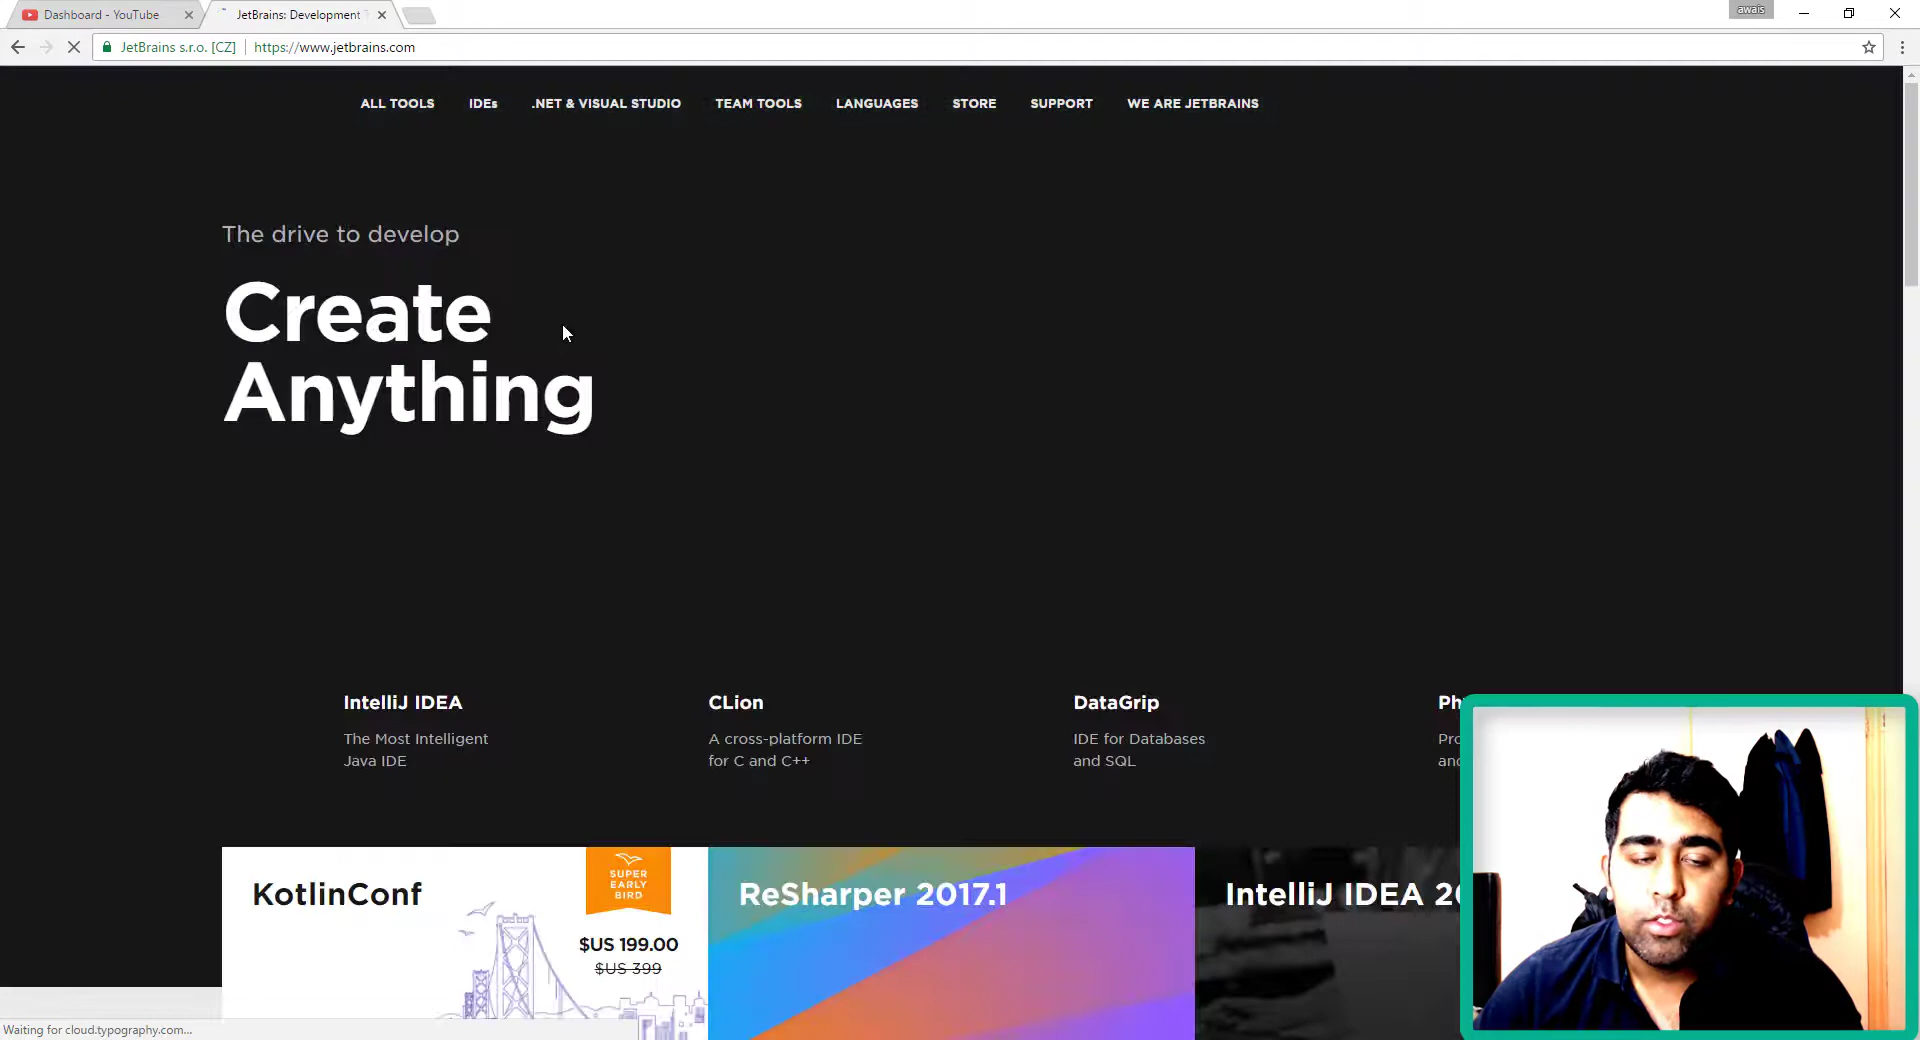 Dashboard - YouTube
JetBrains: Development
awais
JetBrains s.r.o. [CZ]
https://www.jetbrains.com
ALL TOOLS
IDEs
.NET & VISUAL STUDIO
TEAM TOOLS
LANGUAGES
STORE
SUPPORT
WE ARE JETBRAINS
The drive to develop
Create
Anything
IntelliJ IDEA
The Most Intelligent
Java IDE
CLion
A cross-platform IDE
for C and C++
DataGrip
IDE for Databases
and SQL
KotlinConf
SUPER
EARLY
BIRD
$US 199.00
$US 399
ReSharper 2017.1
IntelliJ IDEA
Waiting for cloud.typography.com...